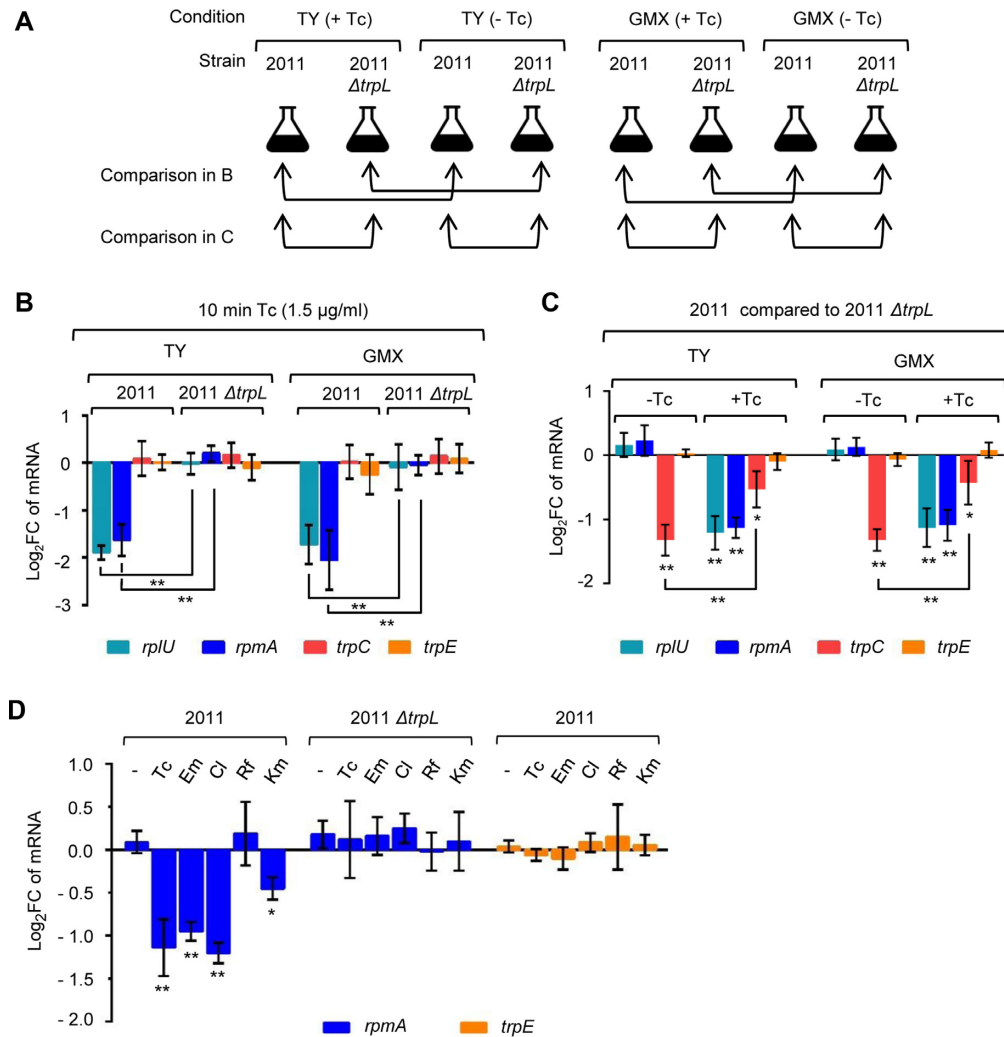 A
Condition TY (+ Tc) TY (- Tc) GMX (+ Tc) GMX (- Tc)
Strain 2011 2011 ΔtrpL 2011 2011 ΔtrpL 2011 2011 ΔtrpL 2011 2011 ΔtrpL
Comparison in B
Comparison in C
B
10 min Tc (1.5 µg/ml)
TY GMX
2011 2011 ΔtrpL 2011 2011 ΔtrpL
Log₂FC of mRNA
1
0
-1
-2
-3
**
**
**
**
rplU rpmA trpC trpE
C
2011 compared to 2011 ΔtrpL
TY GMX
-Tc +Tc -Tc +Tc
Log₂FC of mRNA
1
0
-1
-2
** ** ** * ** ** ** *
** **
rplU rpmA trpC trpE
D
2011 2011 ΔtrpL 2011
- Tc Em Cl Rf Km - Tc Em Cl Rf Km - Tc Em Cl Rf Km
Log₂FC of mRNA
1.0
0.5
0.0
- 0.5
- 1.0
- 1.5
- 2.0
** ** ** *
rpmA trpE